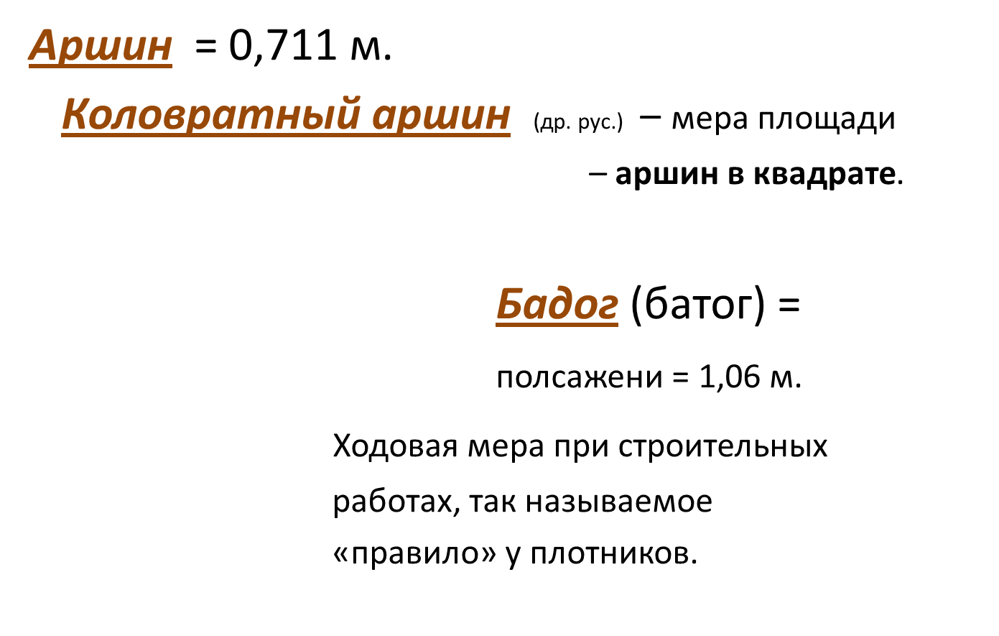 Аршин = 0,711 м.
Коловратный аршин (др. рус.) – мера площади
– аршин в квадрате.
Бадог (батог) =
полсажени = 1,06 м.
Ходовая мера при строительных
работах, так называемое
«правило» у плотников.